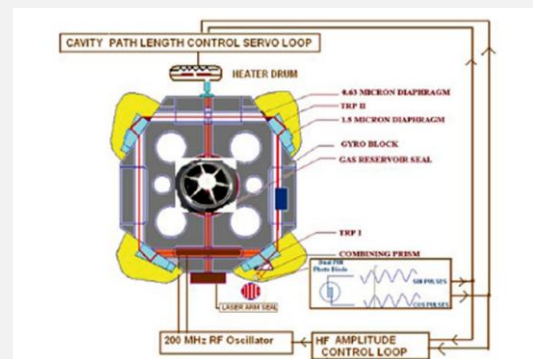 CAVITY PATH LENGTH CONTROL SERVO LOOP
HEATER DRUM
0.63 MICRON DIAPHRAGM
TRP II
1.5 MICRON DIAPHRAGM
GYRO BLOCK
GAS RESERVOIR SEAL
TRP I
COMBINING PRISM
Dual PIN
Photo Diode
SIN PULSES
COS PULSES
LASER ARM SEAL
200 MHz RF Oscillator
HF AMPLITUDE
CONTROL LOOP